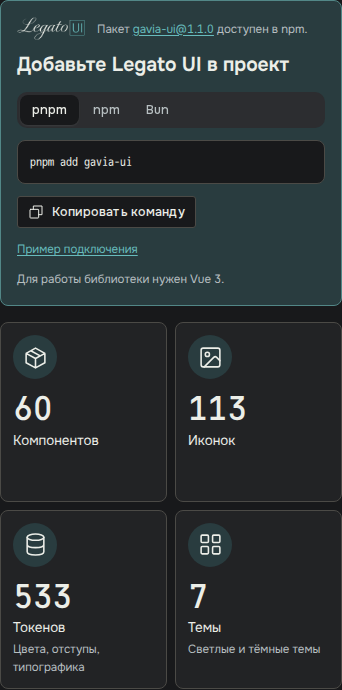 Legato UI Пакет gavia-ui@1.1.0 доступен в npm.
Добавьте Legato UI в проект
pnpm npm Bun
pnpm add gavia-ui
Копировать команду
Пример подключения
Для работы библиотеки нужен Vue 3.
60
Компонентов
113
Иконок
533
Токенов
Цвета, отступы,
типографика
7
Темы
Светлые и тёмные темы